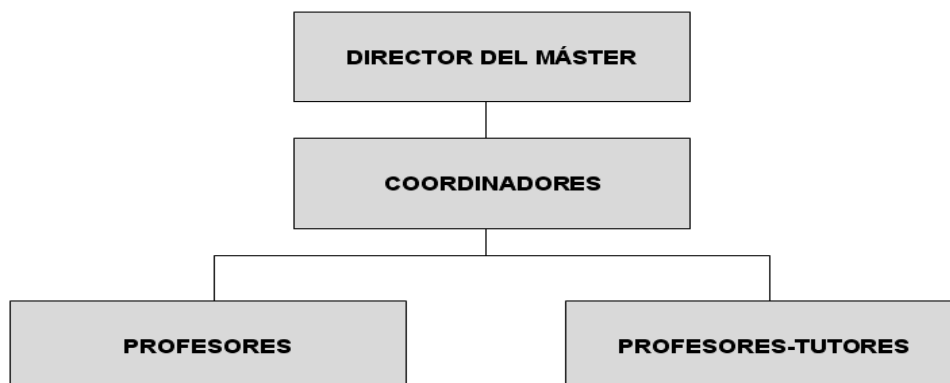 DIRECTOR DEL MÁSTER
COORDINADORES
PROFESORES
PROFESORES-TUTORES